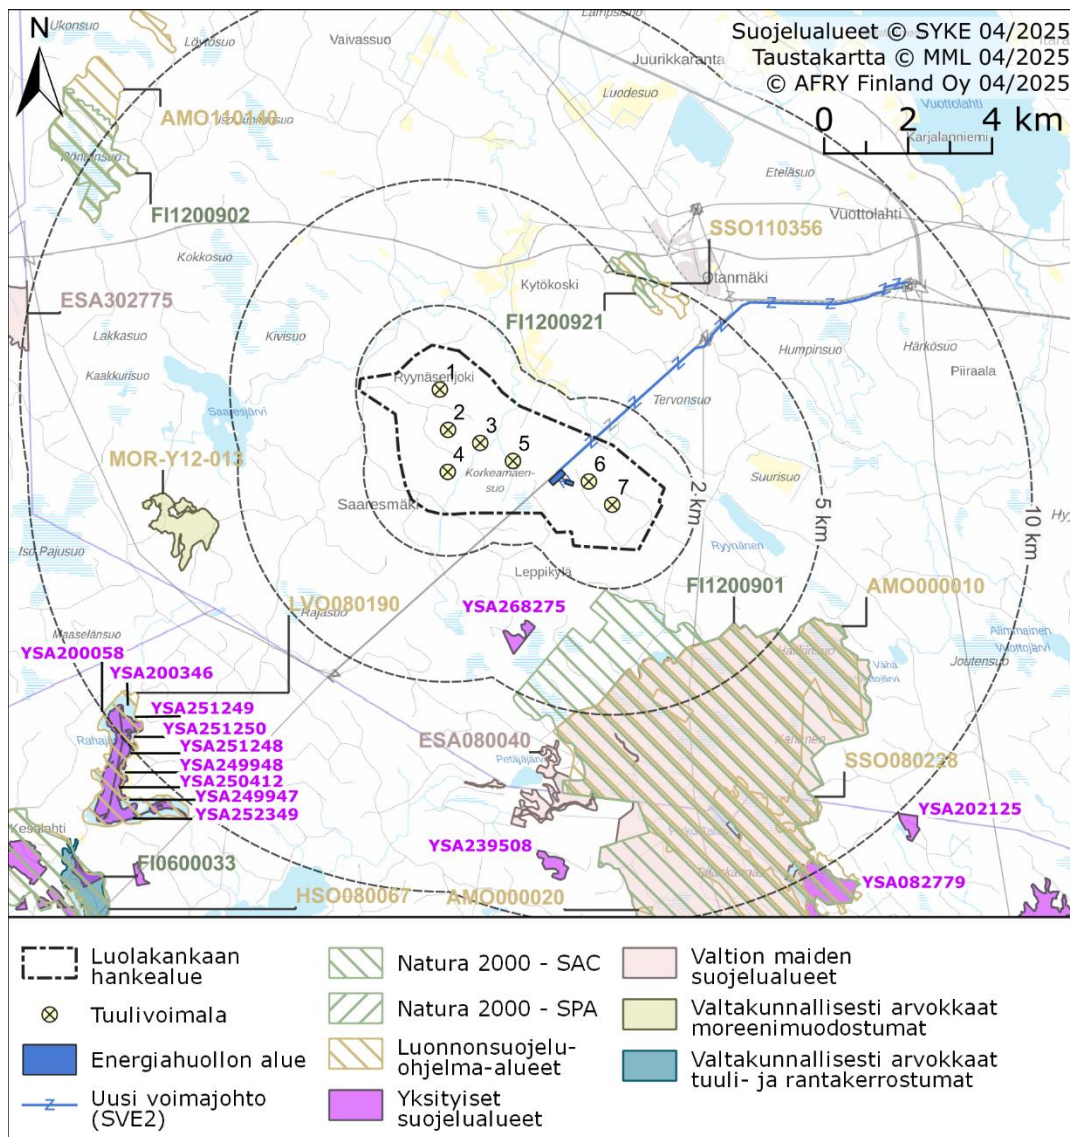 Suojelualueet © SYKE 04/2025
Taustakartta © MML 04/2025
© AFRY Finland Oy 04/2025
0 2 4 km
N
Ukonsuo
Löytösuo
Vaivassuo
Lampsisuo
Juurikkaranta
Luodesuo
Vuottolahti
Karjalanniemi
AMO110140
Eteläsuo
FI1200902
Vuottolahti
Kokkosuo
SSO110356
Otanmäki
Kytökoski
ESA302775
Lakkasuo
Kivisuo
FI1200921
Humpinsuo
Härkösuo
Kaakkurisuo
Piiraala
Saaresjärvi
Ryynäsenjoki
1
Tervonsuo
2
3
5
4
Korkeamaen-
suo
6
7
MOR-Y12-013
Suurisuo
Saaresmäki
2 km
5 km
10 km
Iso-Pajusuo
Ryynänen
Leppikylä
FI1200901
AMO000010
LVO080190
Rajasuo
YSA268275
Maaselänsuo
YSA200058
YSA200346
Alimmainen
Vuottojärvi
Joutensuo
Vähä
YSA251249
YSA251250
YSA251248
YSA249948
YSA250412
YSA249947
YSA252349
ESA080040
Petäjäjärvi
SSO080228
YSA202125
YSA239508
YSA082779
FI0600033
HSO080067
AMO000020
Luolakankaan
hankealue
Tuulivoimala
Energiahuollon alue
Uusi voimajohto
(SVE2)
Natura 2000 - SAC
Natura 2000 - SPA
Luonnonsuojelu-
ohjelma-alueet
Yksityiset
suojelualueet
Valtion maiden
suojelualueet
Valtakunnallisesti arvokkaat
moreenimuodostumat
Valtakunnallisesti arvokkaat
tuuli- ja rantakerrostumat